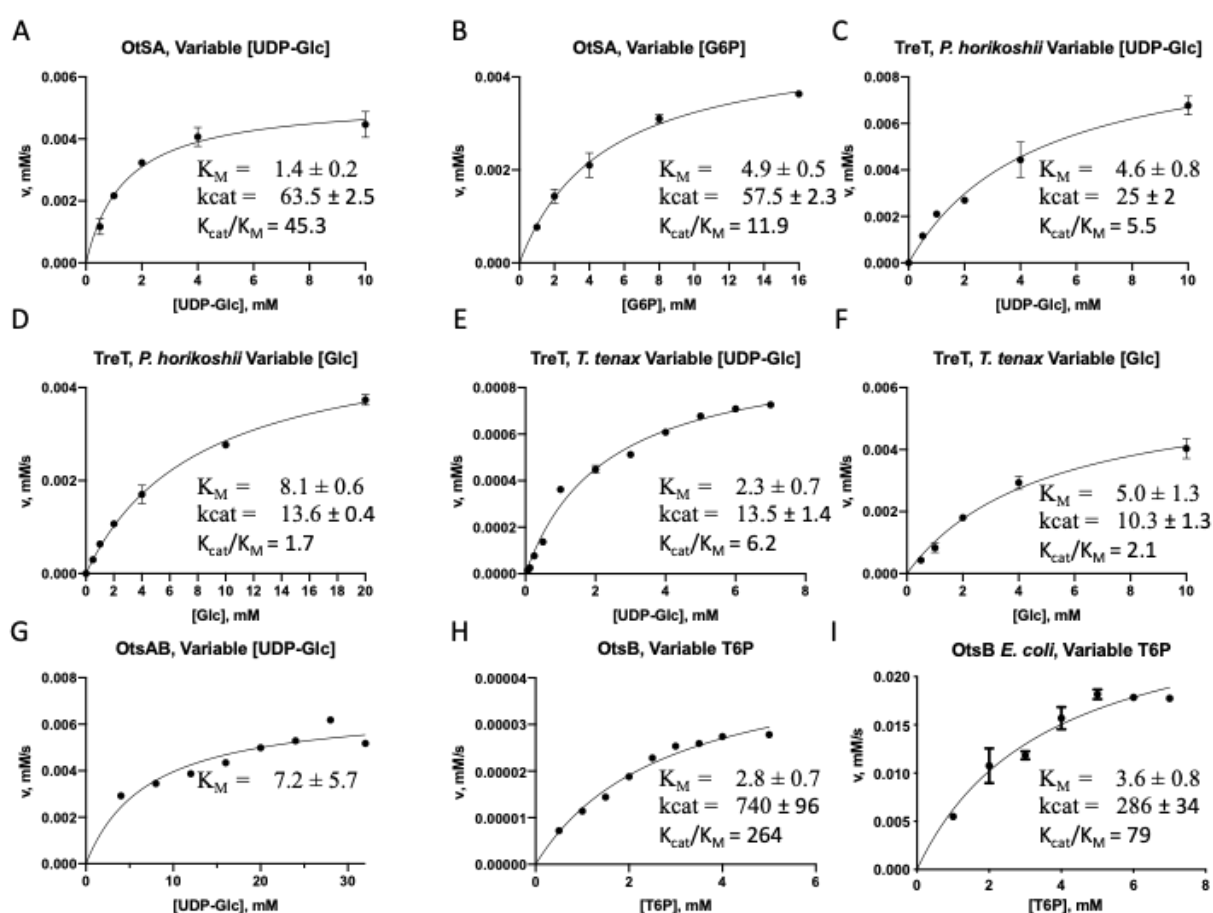 A
OtSA, Variable [UDP-Glc]
v, mM/s
0.006
0.004
0.002
0.000
K_M = 1.4 ± 0.2
kcat = 63.5 ± 2.5
K_cat/K_M = 45.3
0 2 4 6 8 10
[UDP-Glc], mM
B
OtSA, Variable [G6P]
v, mM/s
0.004
0.002
0.000
K_M = 4.9 ± 0.5
kcat = 57.5 ± 2.3
K_cat/K_M = 11.9
0 2 4 6 8 10 12 14 16
[G6P], mM
C
TreT, P. horikoshii Variable [UDP-Glc]
v, mM/s
0.008
0.006
0.004
0.002
0.000
K_M = 4.6 ± 0.8
kcat = 25 ± 2
K_cat/K_M = 5.5
0 2 4 6 8 10
[UDP-Glc], mM
D
TreT, P. horikoshii Variable [Glc]
v, mM/s
0.004
0.002
0.000
K_M = 8.1 ± 0.6
kcat = 13.6 ± 0.4
K_cat/K_M = 1.7
0 2 4 6 8 10 12 14 16 18 20
[Glc], mM
E
TreT, T. tenax Variable [UDP-Glc]
v, mM/s
0.0008
0.0006
0.0004
0.0002
0.0000
K_M = 2.3 ± 0.7
kcat = 13.5 ± 1.4
K_cat/K_M = 6.2
0 2 4 6 8
[UDP-Glc], mM
F
TreT, T. tenax Variable [Glc]
v, mM/s
0.006
0.004
0.002
0.000
K_M = 5.0 ± 1.3
kcat = 10.3 ± 1.3
K_cat/K_M = 2.1
0 2 4 6 8 10
[Glc], mM
G
OtsAB, Variable [UDP-Glc]
v, mM/s
0.008
0.006
0.004
0.002
0.000
K_M = 7.2 ± 5.7
0 10 20 30
[UDP-Glc], mM
H
OtsB, Variable T6P
v, mM/s
0.00004
0.00003
0.00002
0.00001
0.00000
K_M = 2.8 ± 0.7
kcat = 740 ± 96
K_cat/K_M = 264
0 2 4 6
[T6P], mM
I
OtsB E. coli, Variable T6P
v, mM/s
0.020
0.015
0.010
0.005
0.000
K_M = 3.6 ± 0.8
kcat = 286 ± 34
K_cat/K_M = 79
2 4 6 8
[T6P], mM